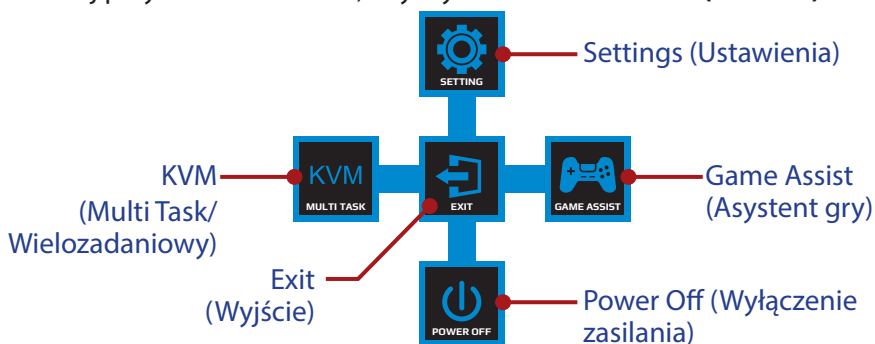 SETTING
Settings (Ustawienia)
KVM
(Multi Task/
Wielozadaniowy)
KVM
MULTI TASK
EXIT
GAME ASSIST
Game Assist
(Asystent gry)
Exit
(Wyjście)
POWER OFF
Power Off (Wyłączenie
zasilania)